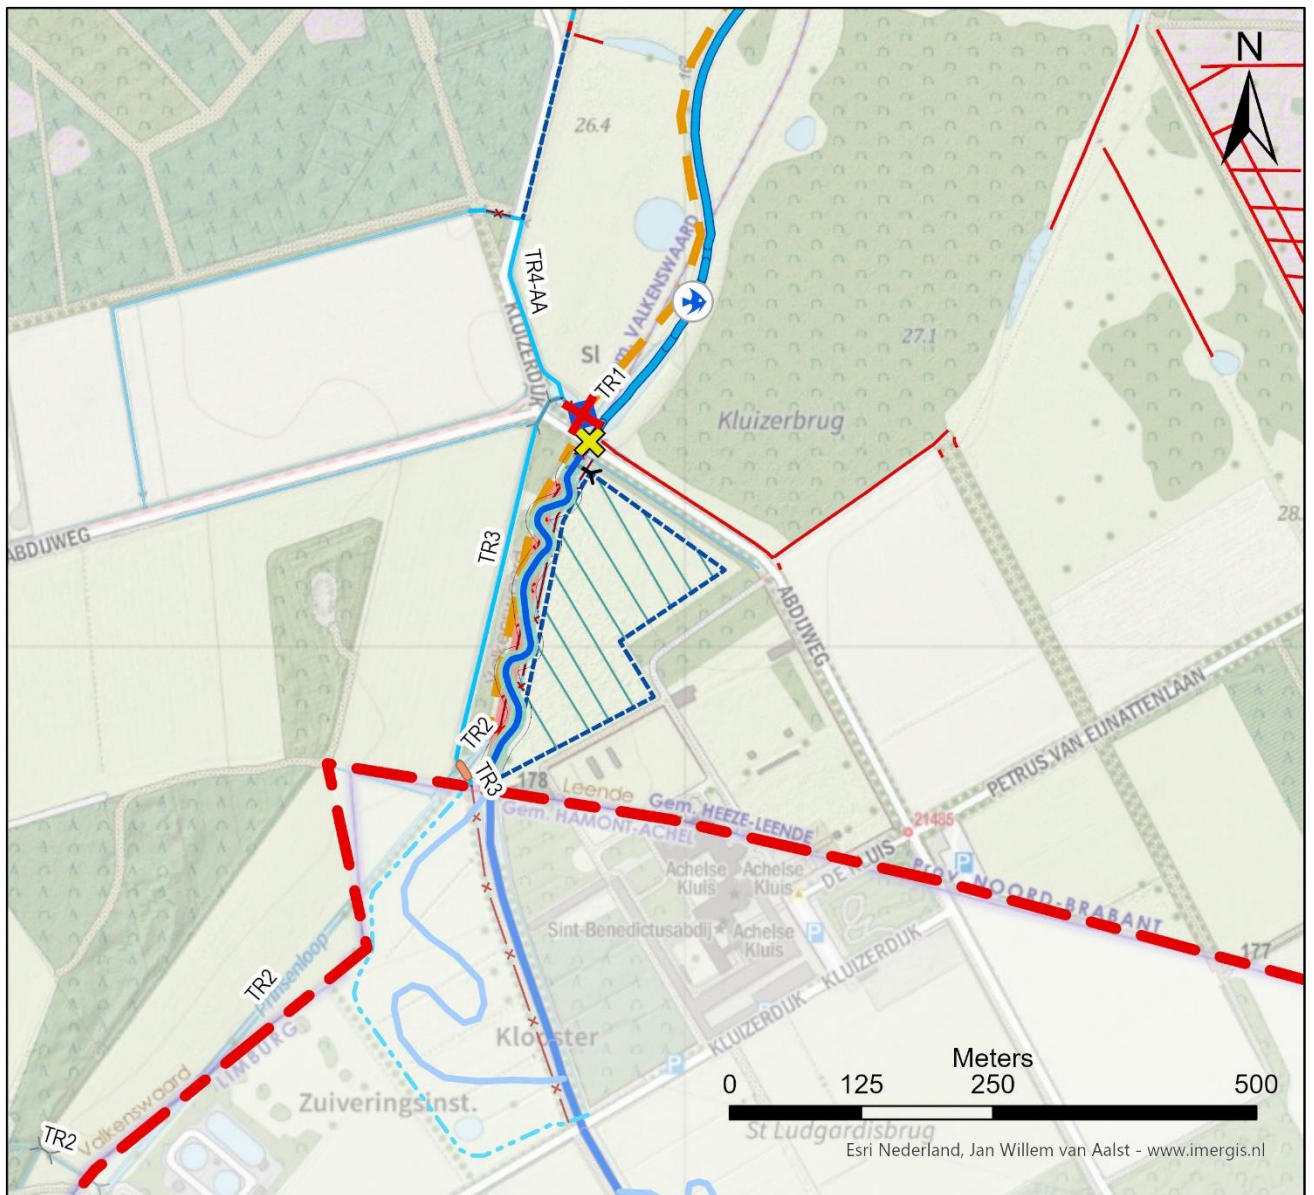 N
26.4
TR4-AA
KLUIZERDIJK
m. VALKENSWAARD
27.1
Sl
TR1
Kluizerbrug
28.
ABDIJWEG
TR3
ABDIJWEG
PETRUS VAN EIJNATTENLAAN
TR2
TR3
178
Leende
Gem. HEEZE-LEENDE
Gem. HAMONT-ACHEL
21485
DE KLUIS
Achelse
Kluis
Achelse
Kluis
P
Prov. NOORD-BRABANT
Sint-Benedictusabdij
Achelse
Kluis
P
177
KLUIZERDIJK
KLUIZERDIJK
TR2
Prinsenloop
LIMBURG
Klooster
P
Meters
0 125 250 500
Zuiveringsinst.
Valkenswaard
TR2
St Ludgardisbrug
Esri Nederland, Jan Willem van Aalst - www.imergis.nl